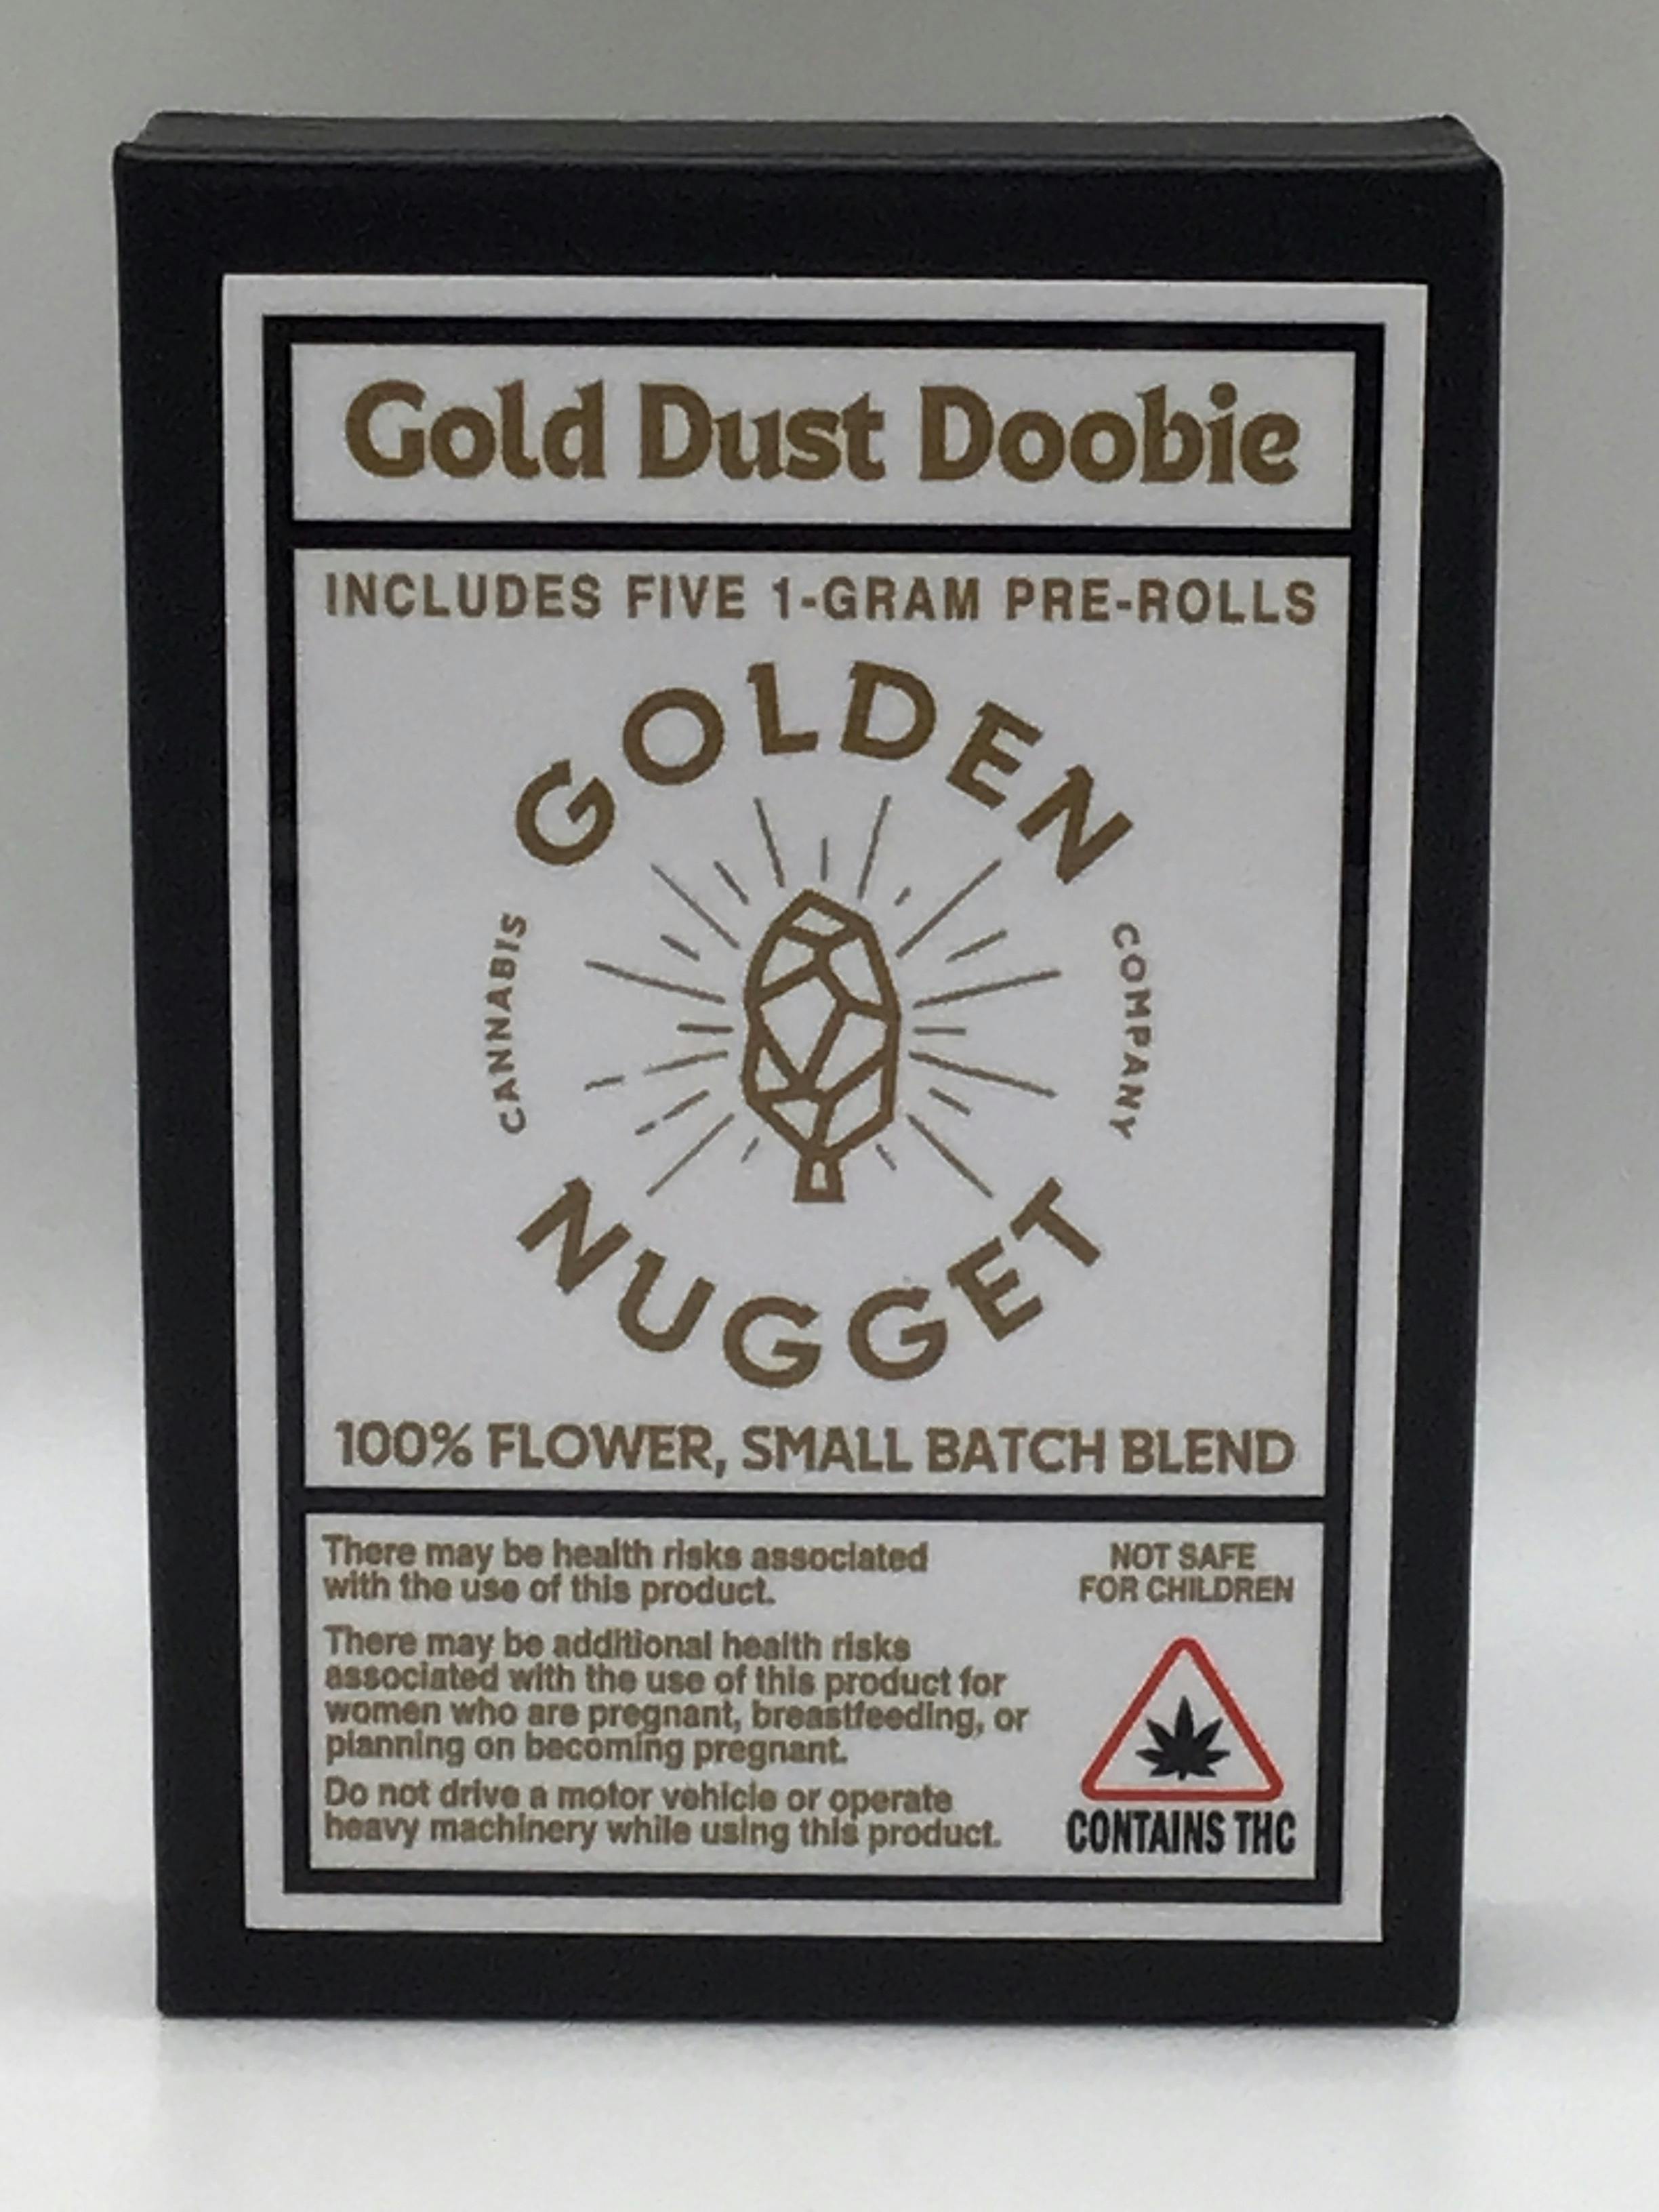 Gold Dust Doobie
INCLUDES FIVE 1-GRAM PRE-ROLLS
GOLDEN
CANNABIS
COMPANY
NUGGET
100% FLOWER, SMALL BATCH BLEND
There may be health risks associated
with the use of this product.
There may be additional health risks
associated with the use of this product for
women who are pregnant, breastfeeding, or
planning on becoming pregnant.
Do not drive a motor vehicle or operate
heavy machinery while using this product.
NOT SAFE
FOR CHILDREN
CONTAINS THC